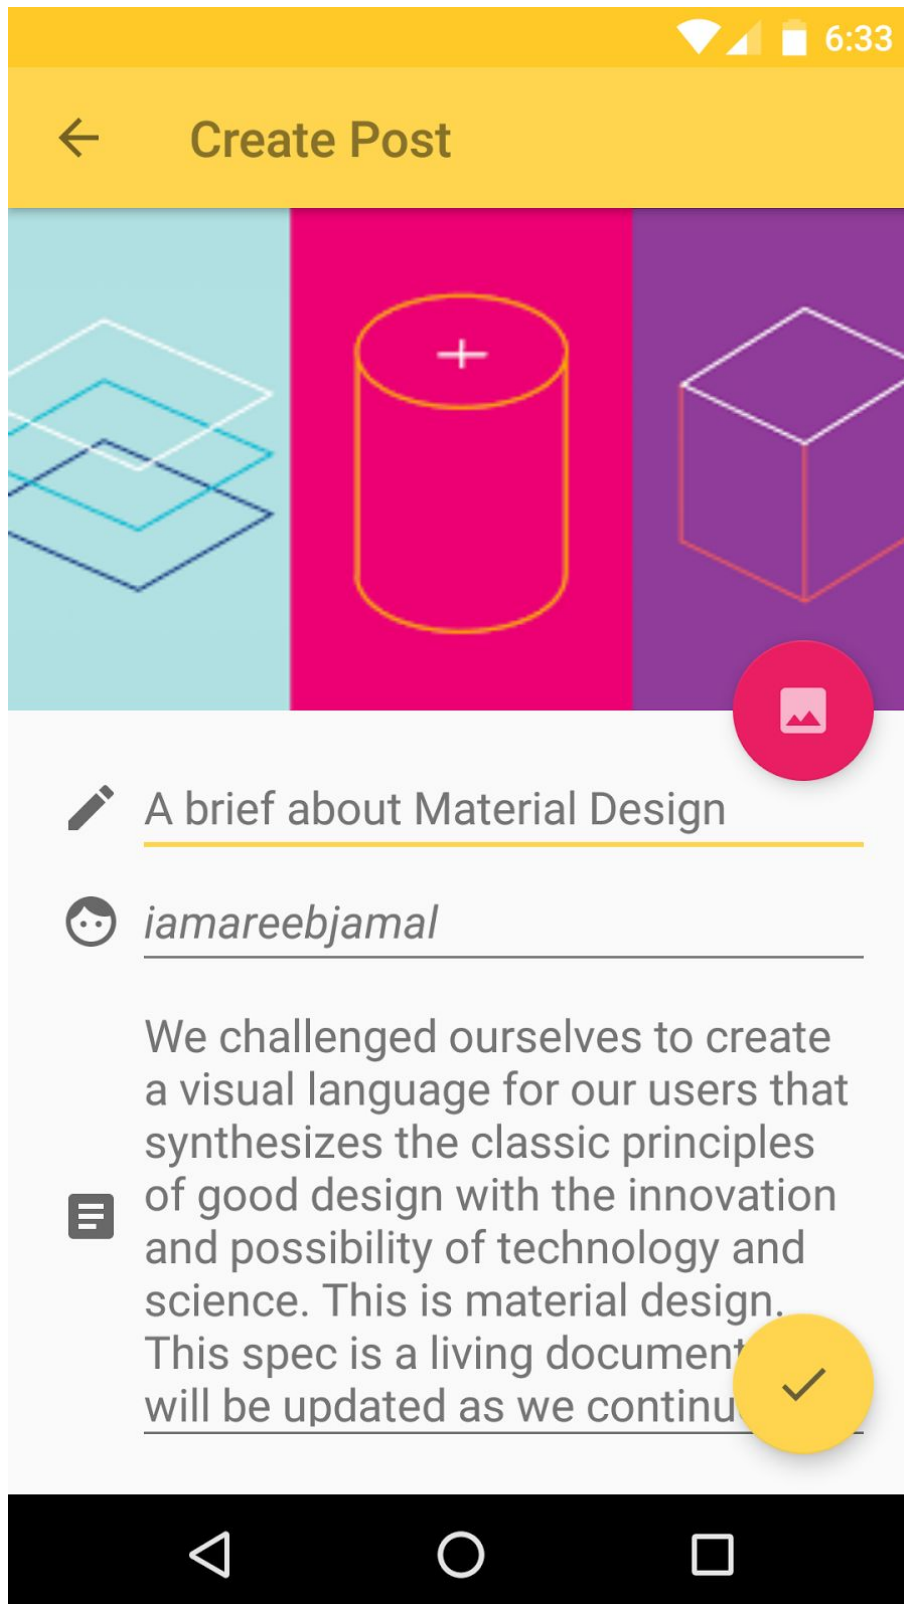 6:33
Create Post
A brief about Material Design
iamareebjamal
We challenged ourselves to create
a visual language for our users that
synthesizes the classic principles
of good design with the innovation
and possibility of technology and
science. This is material design.
This spec is a living document
will be updated as we continu